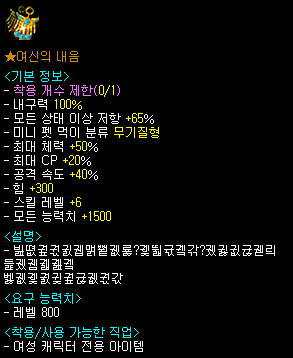 ★여신의 내음
<기본 정보>
- 착용 개수 제한(0/1)
- 내구력 100%
- 모든 상태 이상 저항 +65%
- 미니 펫 먹이 분류 무기질형
- 최대 체력 +50%
- 최대 CP +20%
- 공격 속도 +40%
- 힘 +300
- 스킬 레벨 +6
- 모든 능력치 +1500
<설명>
<요구 능력치>
- 레벨 800
<착용/사용 가능한 직업>
- 여성 캐릭터 전용 아이템